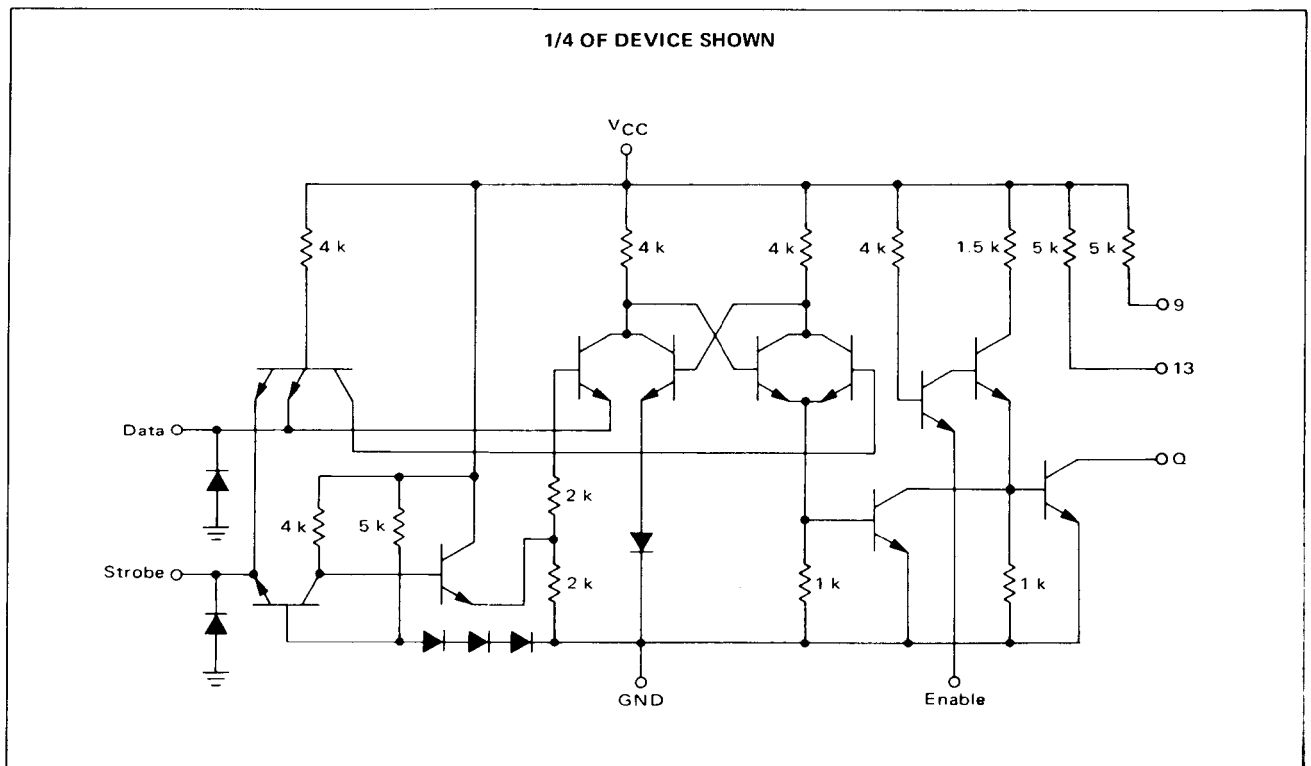 1/4 OF DEVICE SHOWN
VCC
4 k
4 k
4 k
4 k
1.5 k
5 k
5 k
9
13
Data
Q
2 k
4 k
5 k
Strobe
2 k
1 k
1 k
GND
Enable